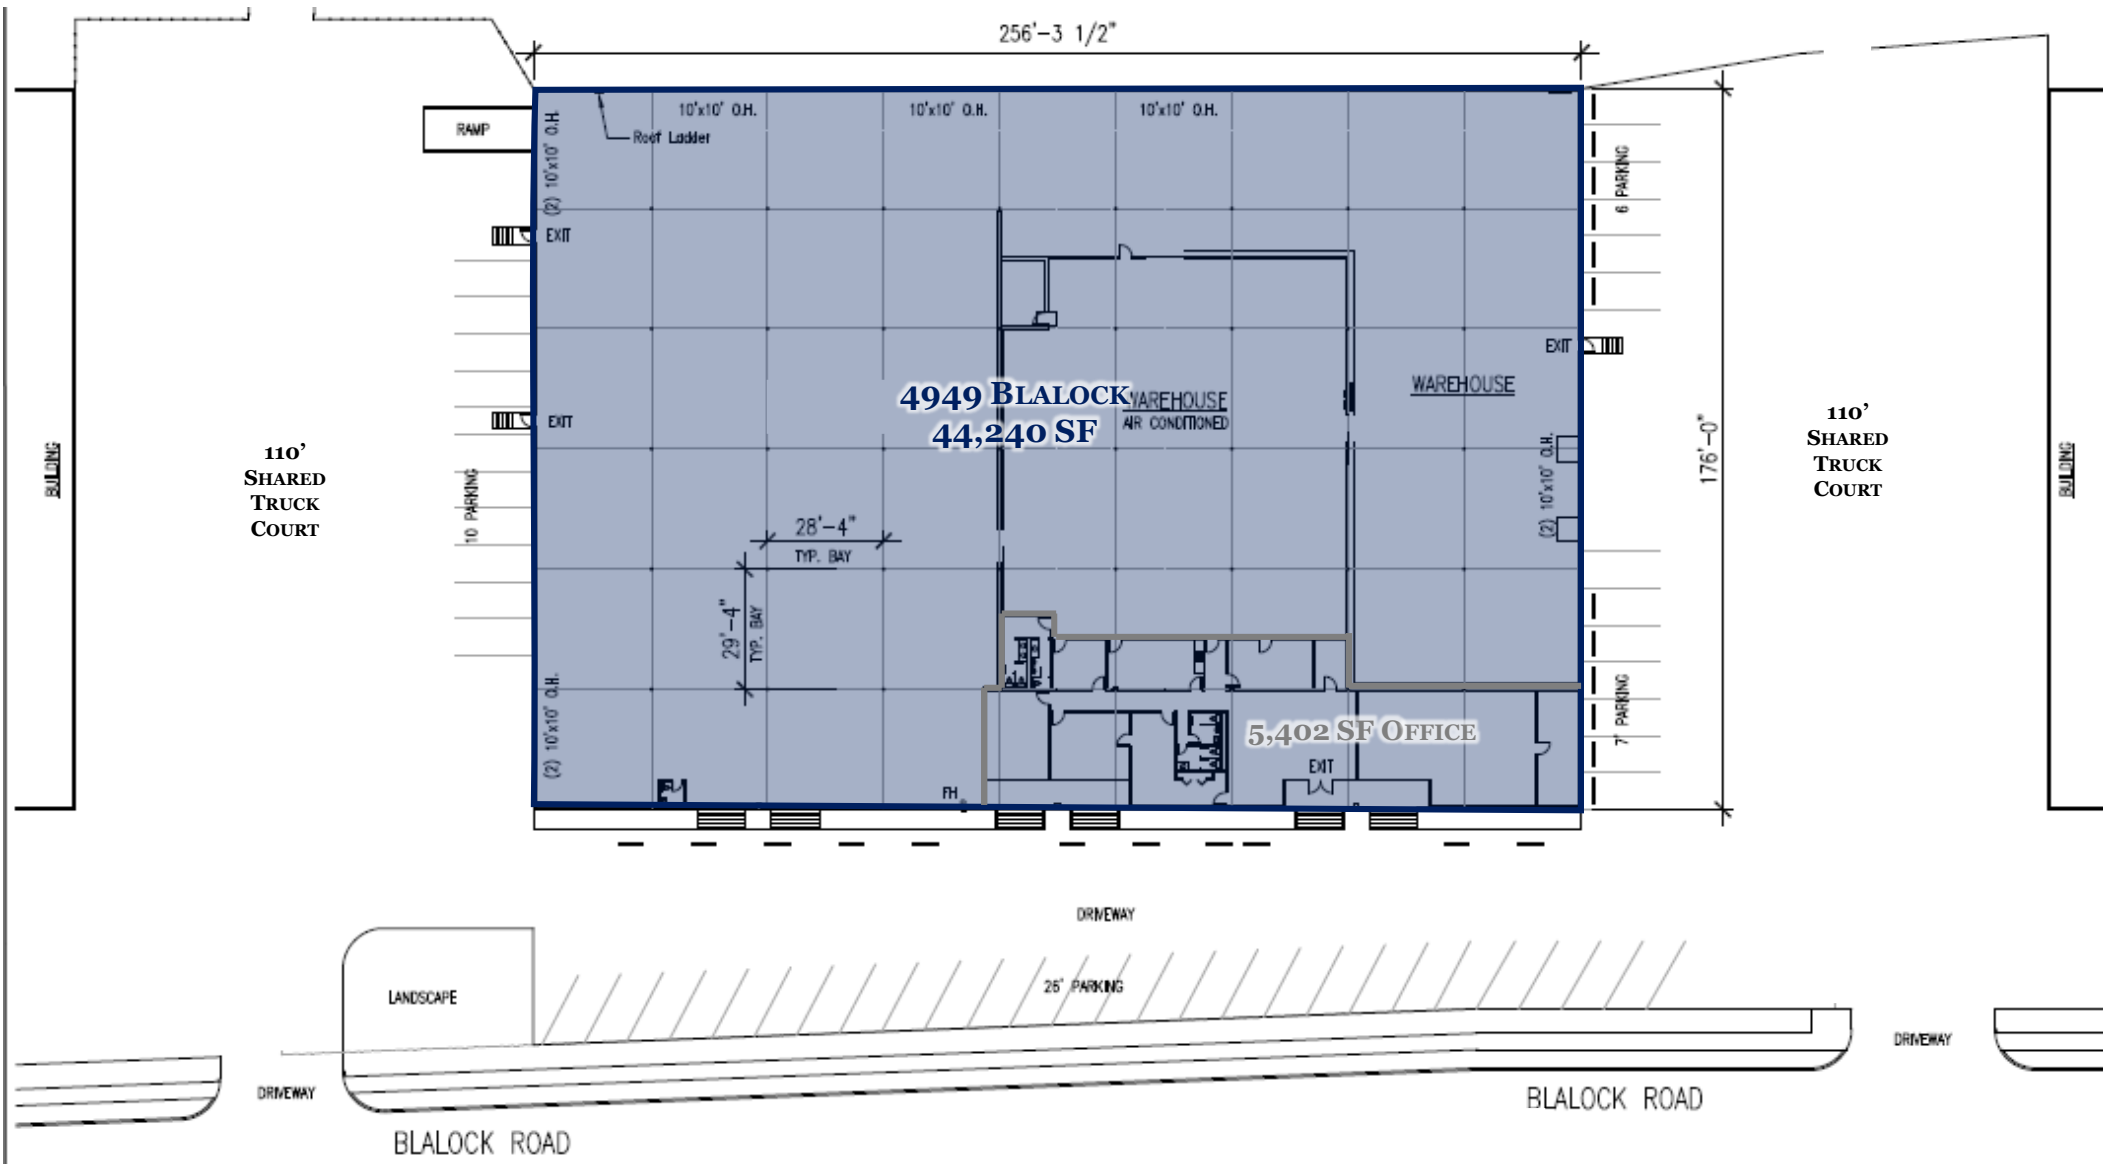 256'-3 1/2"
10'x10' O.H.
10'x10' O.H.
10'x10' O.H.
RAMP
(2) 10'x10' O.H.
Roof Ladder
6 PARKING
EXIT
EXIT
EXIT
WAREHOUSE
4949 BLALOCK
44,240 SF
WAREHOUSE
AIR CONDITIONED
110'
SHARED
TRUCK
COURT
110'
SHARED
TRUCK
COURT
BUILDING
BUILDING
176'-0"
10 PARKING
(2) 10'x10' O.H.
28'-4"
TYP. BAY
29'-4"
TYP. BAY
(2) 10'x10' O.H.
7' PARKING
5,402 SF OFFICE
EXIT
FH
DRIVEWAY
26' PARKING
LANDSCAPE
DRIVEWAY
DRIVEWAY
BLALOCK ROAD
BLALOCK ROAD